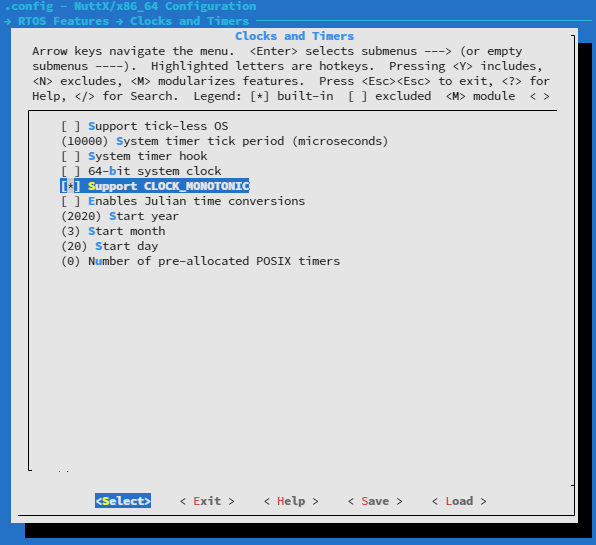 .config - NuttX/x86_64 Configuration
→ RTOS Features → Clocks and Timers
Clocks and Timers
Arrow keys navigate the menu. <Enter> selects submenus ---> (or empty
submenus ----). Highlighted letters are hotkeys. Pressing <Y> includes,
<N> excludes, <M> modularizes features. Press <Esc><Esc> to exit, <?> for
Help, </> for Search. Legend: [*] built-in [ ] excluded <M> module < >
[ ] Support tick-less OS
(10000) System timer tick period (microseconds)
[ ] System timer hook
[ ] 64-bit system clock
[*] Support CLOCK_MONOTONIC
[ ] Enables Julian time conversions
(2020) Start year
(3) Start month
(20) Start day
(0) Number of pre-allocated POSIX timers
<Select> < Exit > < Help > < Save > < Load >